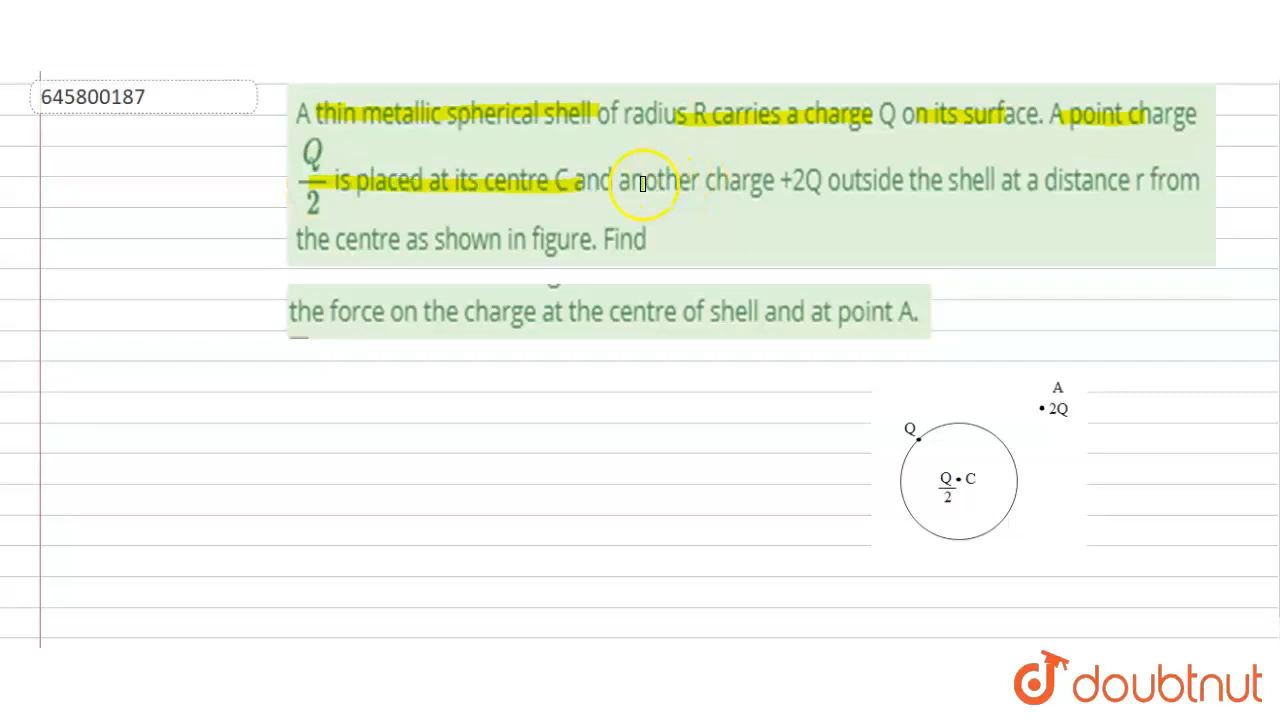 645800187
A thin metallic spherical shell of radius R carries a charge Q on its surface. A point charge
Q/2 is placed at its centre C and another charge +2Q outside the shell at a distance r from
the centre as shown in figure. Find
the force on the charge at the centre of shell and at point A.
A
• 2Q
Q
Q/2 • C
doubtnut